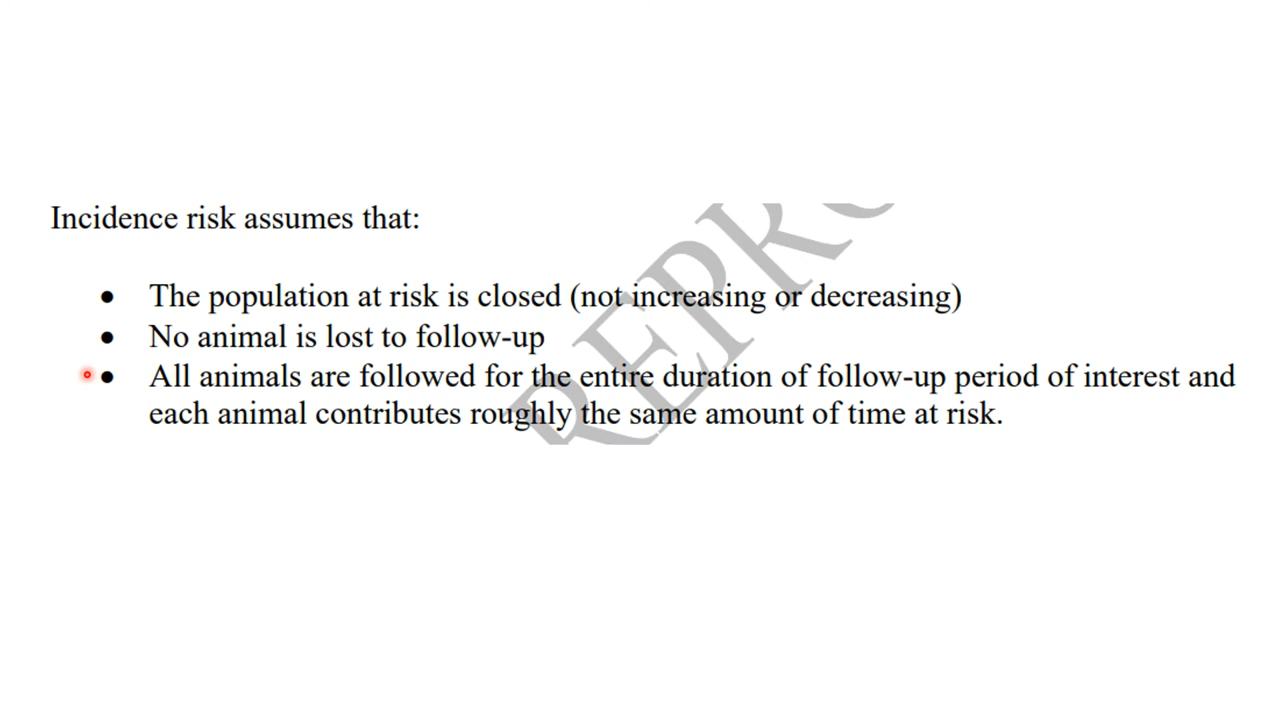 Incidence risk assumes that:
• The population at risk is closed (not increasing or decreasing)
• No animal is lost to follow-up
• All animals are followed for the entire duration of follow-up period of interest and
each animal contributes roughly the same amount of time at risk.
REPR